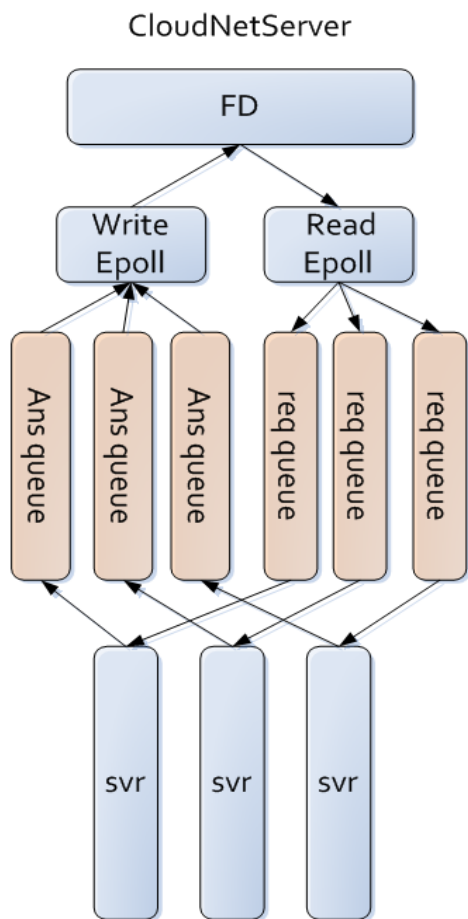 CloudNetServer
FD
Write
Epoll
Read
Epoll
Ans queue
Ans queue
Ans queue
req queue
req queue
req queue
svr
svr
svr